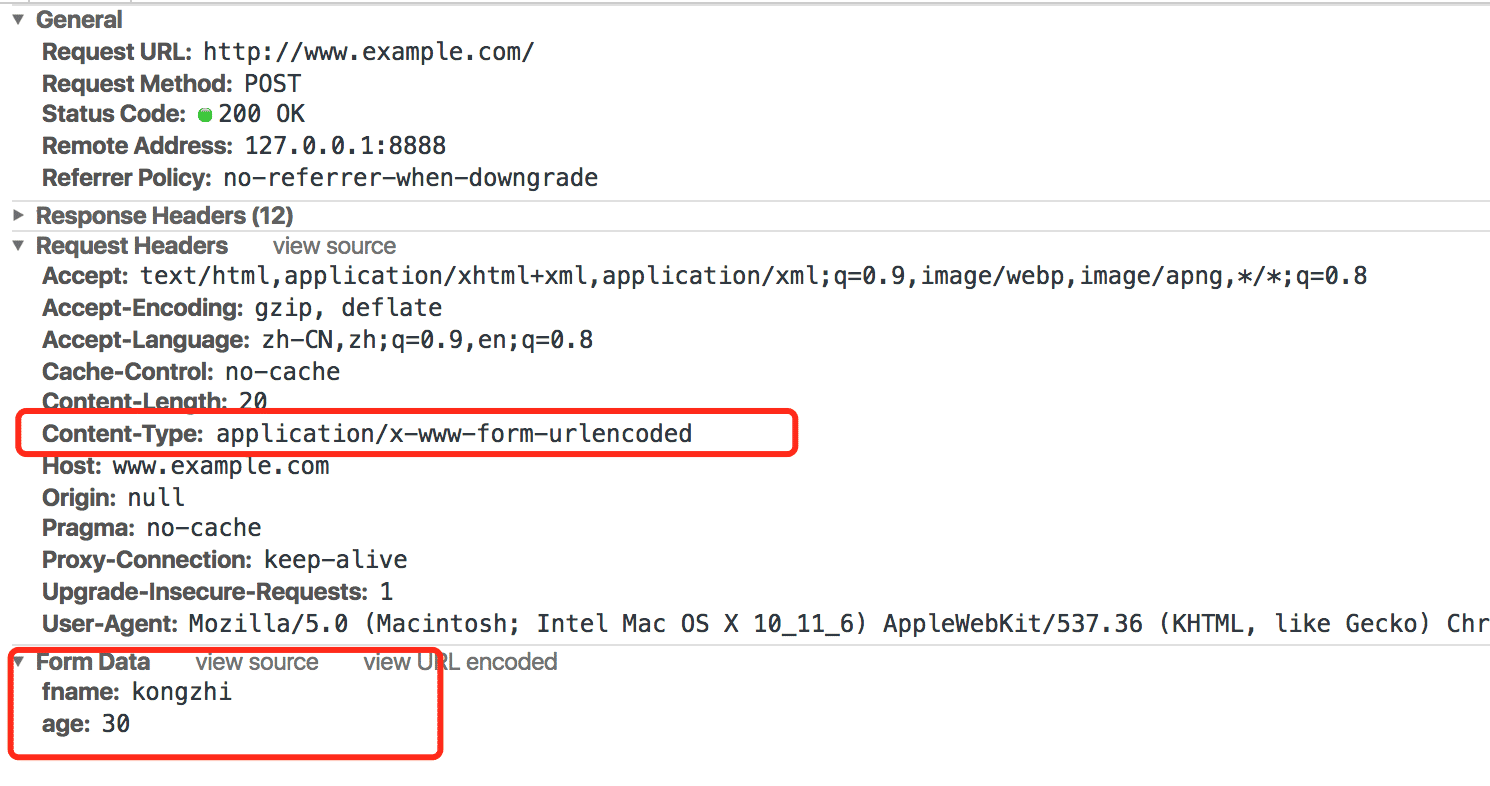 General
Request URL: http://www.example.com/
Request Method: POST
Status Code: 200 OK
Remote Address: 127.0.0.1:8888
Referrer Policy: no-referrer-when-downgrade
Response Headers (12)
Request Headers view source
Accept: text/html,application/xhtml+xml,application/xml;q=0.9,image/webp,image/apng,*/*;q=0.8
Accept-Encoding: gzip, deflate
Accept-Language: zh-CN,zh;q=0.9,en;q=0.8
Cache-Control: no-cache
Content-Length: 20
Content-Type: application/x-www-form-urlencoded
Host: www.example.com
Origin: null
Pragma: no-cache
Proxy-Connection: keep-alive
Upgrade-Insecure-Requests: 1
User-Agent: Mozilla/5.0 (Macintosh; Intel Mac OS X 10_11_6) AppleWebKit/537.36 (KHTML, like Gecko) Chr
Form Data view source view URL encoded
fname: kongzhi
age: 30